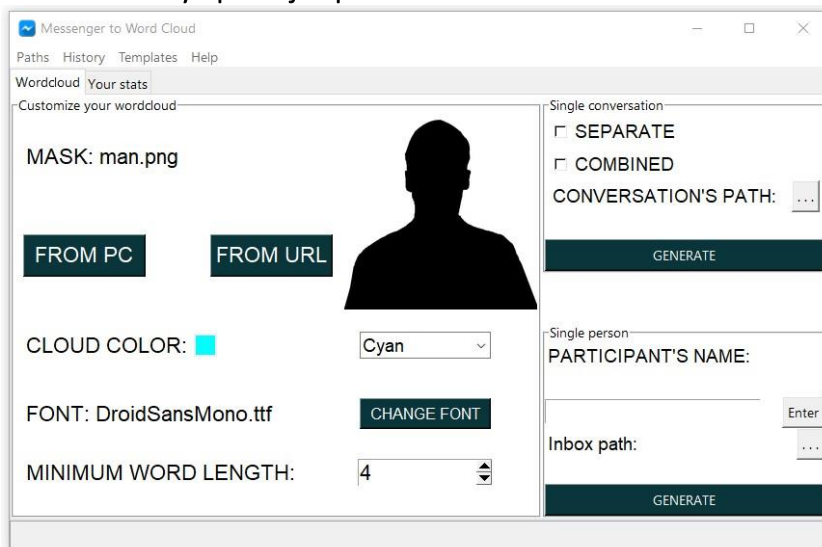 Messenger to Word Cloud
Paths History Templates Help
Wordcloud Your stats
Customize your wordcloud
MASK: man.png
FROM PC FROM URL
CLOUD COLOR: Cyan
FONT: DroidSansMono.ttf CHANGE FONT
MINIMUM WORD LENGTH: 4
Single conversation
SEPARATE
COMBINED
CONVERSATION'S PATH: ...
GENERATE
Single person
PARTICIPANT'S NAME:
Enter
Inbox path: ...
GENERATE